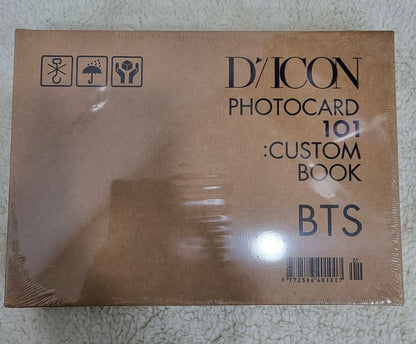 D'/ICON
PHOTOCARD
101
:CUSTOM
BOOK
BTS